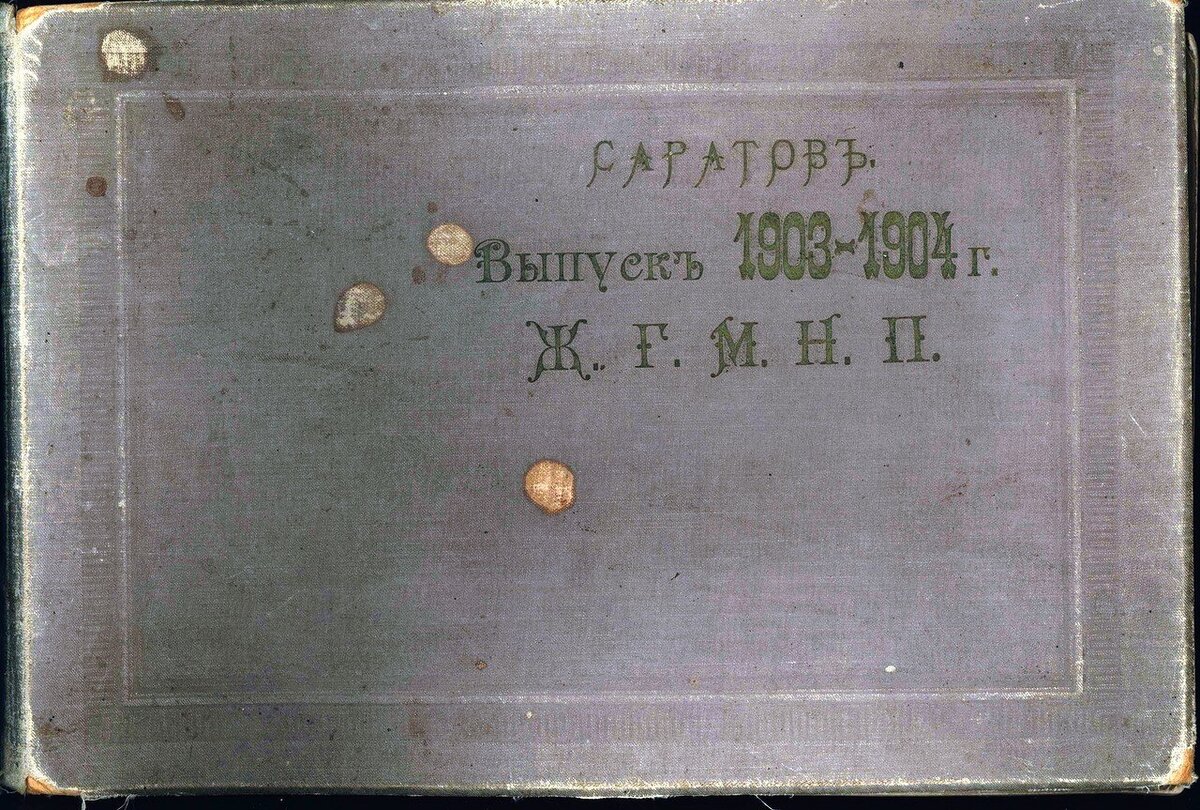 САРАТОВЪ.
Выпускъ 1903-1904 г.
Ж. Г. М. Н. П.